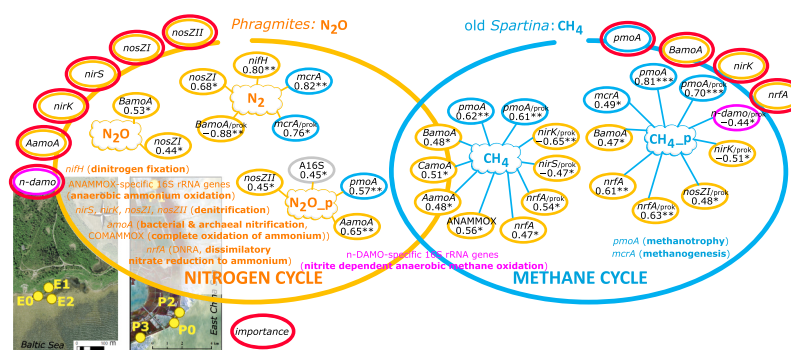 Phragmites: N2O
old Spartina: CH4
nosZII
nosZI
nirS
nirK
AamoA
n-damo
pmoA
BamoA
nirK
nrfA
BamoA
0.53*
N2O
nosZI
0.44*
nosZI
0.68*
nifH
0.80**
mcrA
0.82**
N2
BamoA/prok
−0.88**
mcrA/prok
0.76*
nosZII
0.45*
A16S
0.45*
pmoA
0.57**
N2O_p
AamoA
0.65**
pmoA
0.62**
pmoA/prok
0.61**
BamoA
0.48*
nirK/prok
−0.65**
CamoA
0.51*
CH4
nirS/prok
−0.47*
AamoA
0.48*
nrfA/prok
0.54*
ANAMMOX
0.56*
nrfA
0.47*
mcrA
0.49*
pmoA
0.81***
pmoA/prok
0.70***
n-damo/prok
−0.44*
BamoA
0.47*
CH4_p
nirK/prok
−0.51*
nrfA
0.61**
nrfA/prok
0.63**
nosZI/prok
0.48*
nifH (dinitrogen fixation)
ANAMMOX-specific 16S rRNA genes
(anaerobic ammonium oxidation)
nirS, nirK, nosZI, nosZII (denitrification)
amoA (bacterial & archaeal nitrification,
COMAMMOX (complete oxidation of ammonium))
nrfA (DNRA, dissimilatory
nitrate reduction to ammonium)
n-DAMO-specific 16S rRNA genes
(nitrite dependent anaerobic methane oxidation)
pmoA (methanotrophy)
mcrA (methanogenesis)
NITROGEN CYCLE
METHANE CYCLE
E1
E0
E2
P2
P0
P3
East China
Baltic Sea
importance